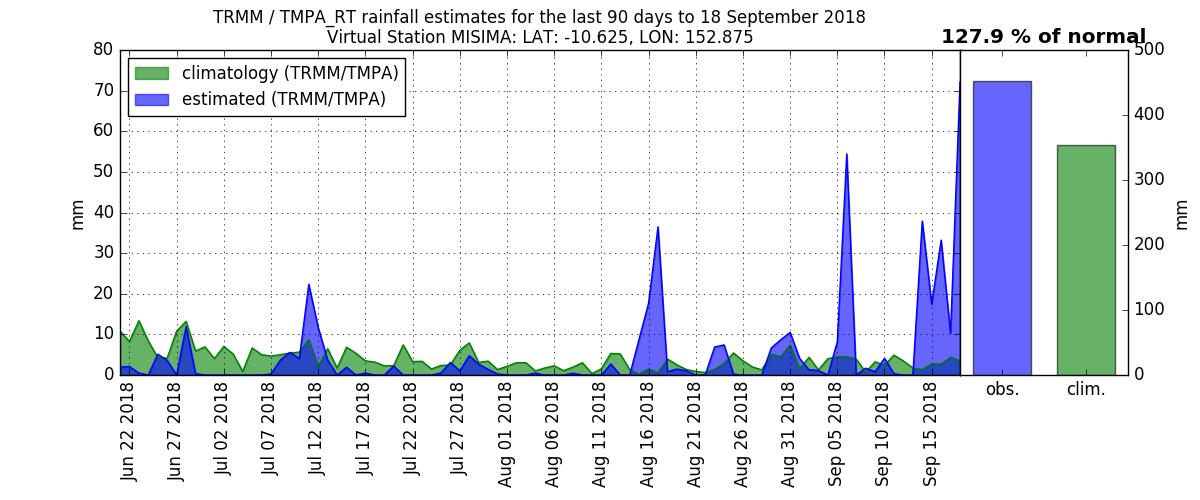 TRMM / TMPA_RT rainfall estimates for the last 90 days to 18 September 2018
Virtual Station MISIMA: LAT: -10.625, LON: 152.875
127.9 % of normal
climatology (TRMM/TMPA)
estimated (TRMM/TMPA)
80
70
60
50
40
30
20
10
0
mm
500
400
300
200
100
0
mm
Jun 22 2018
Jun 27 2018
Jul 02 2018
Jul 07 2018
Jul 12 2018
Jul 17 2018
Jul 22 2018
Jul 27 2018
Aug 01 2018
Aug 06 2018
Aug 11 2018
Aug 16 2018
Aug 21 2018
Aug 26 2018
Aug 31 2018
Sep 05 2018
Sep 10 2018
Sep 15 2018
obs.
clim.